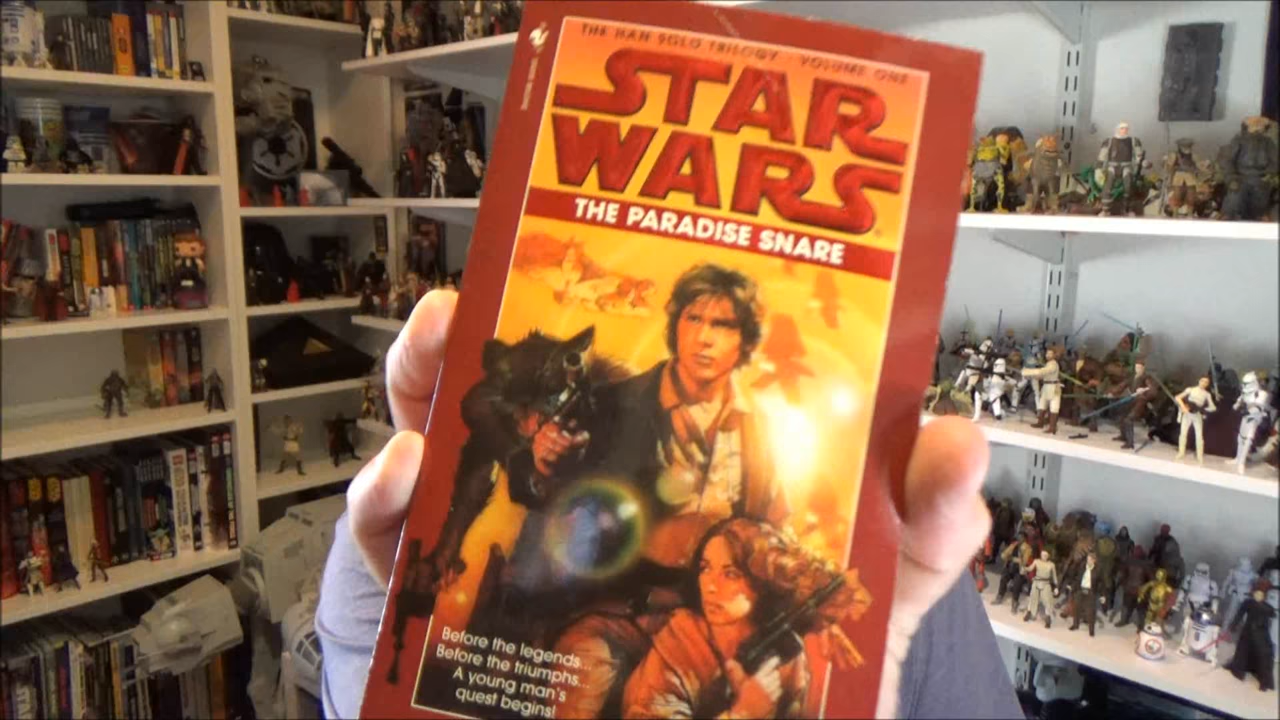 THE HAN SOLO TRILOGY · VOLUME ONE
STAR
WARS
THE PARADISE SNARE
Before the legends...
Before the triumphs...
A young man's
quest begins!